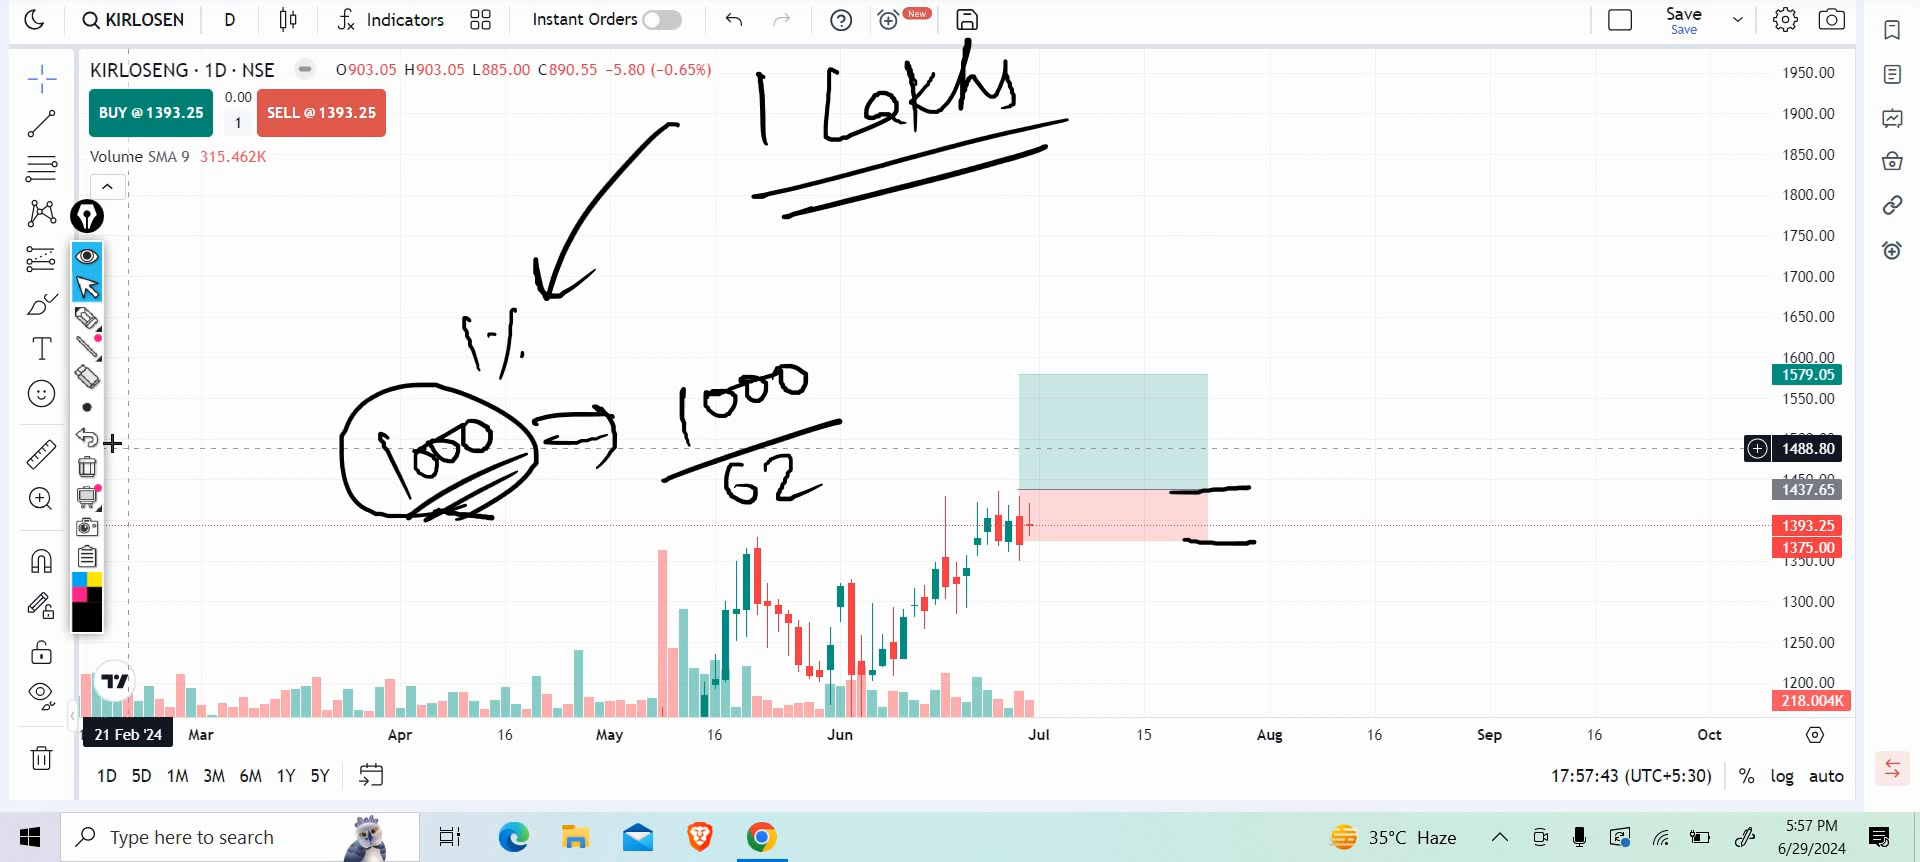 KIRLOSEN D Indicators Instant Orders New Save
Save
KIRLOSENG · 1D · NSE O903.05 H903.05 L885.00 C890.55 −5.80 (−0.65%)
BUY @ 1393.25 0.00 SELL @ 1393.25
1
Volume SMA 9 315.462K
1 Lakhs
1%
1000
1000
62
1950.00
1900.00
1850.00
1800.00
1750.00
1700.00
1650.00
1600.00
1579.05
1550.00
1488.80
1437.65
1393.25
1375.00
1350.00
1300.00
1250.00
1200.00
218.004K
21 Feb '24 Mar Apr 16 May 16 Jun Jul 15 Aug 16 Sep 16 Oct
1D 5D 1M 3M 6M 1Y 5Y 17:57:43 (UTC+5:30) % log auto
Type here to search 35°C Haze 5:57 PM
6/29/2024